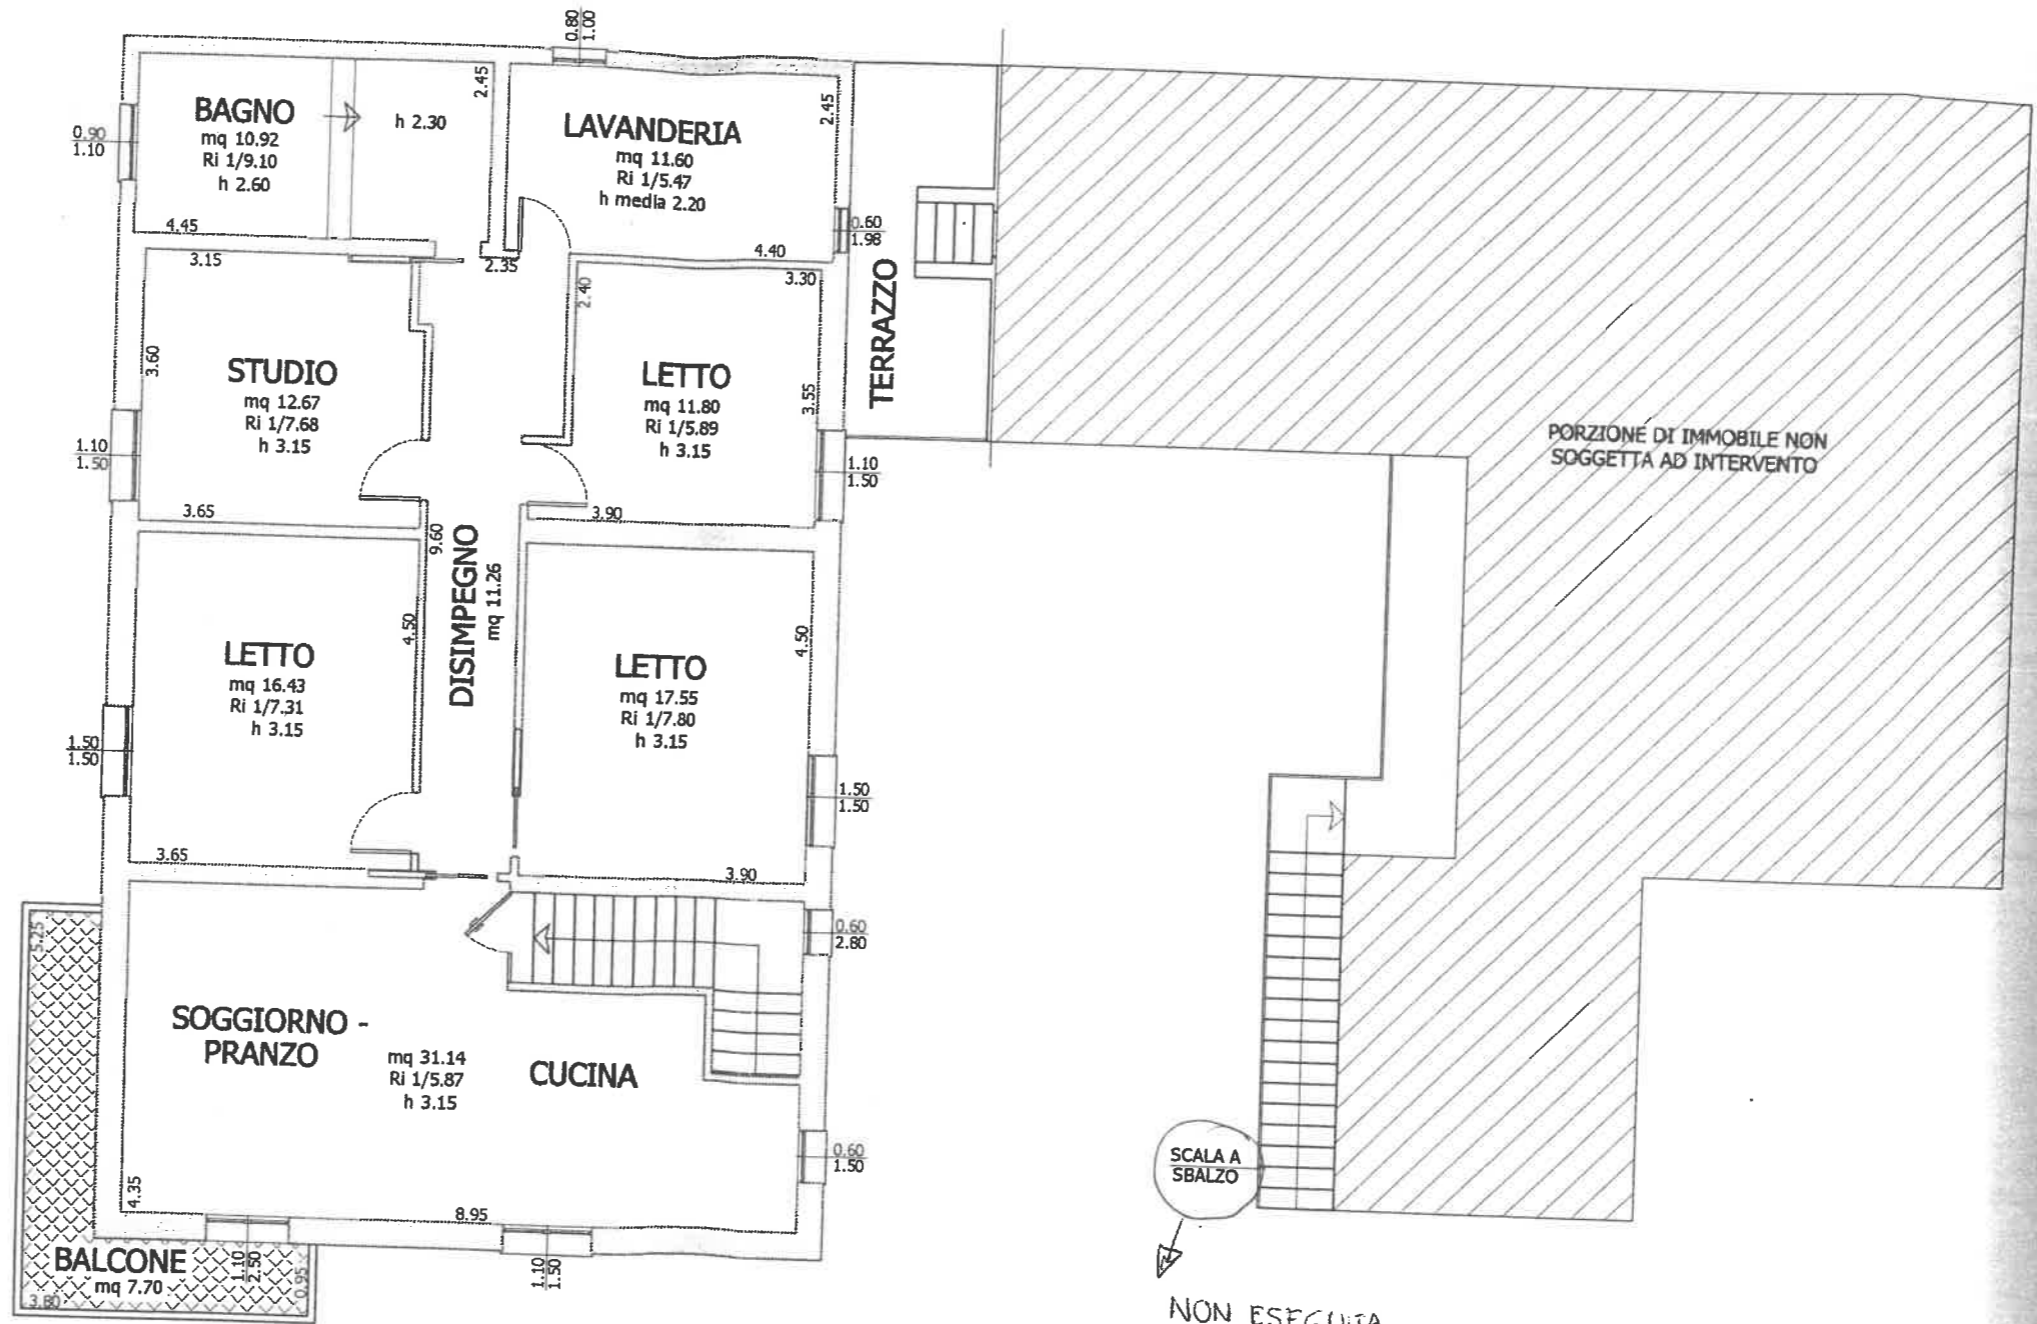 0.80
1.00
BAGNO
mq 10.92
Ri 1/9.10
h 2.60
h 2.30
2.45
0.90
1.10
4.45
LAVANDERIA
mq 11.60
Ri 1/5.47
h media 2.20
2.45
0.60
1.98
4.40
2.35
3.15
STUDIO
mq 12.67
Ri 1/7.68
h 3.15
3.60
1.10
1.50
3.65
3.30
2.40
LETTO
mq 11.80
Ri 1/5.89
h 3.15
3.55
1.10
1.50
3.90
TERRAZZO
PORZIONE DI IMMOBILE NON
SOGGETTA AD INTERVENTO
9.60
DISIMPEGNO
mq 11.26
LETTO
mq 16.43
Ri 1/7.31
h 3.15
4.50
1.50
1.50
3.65
LETTO
mq 17.55
Ri 1/7.80
h 3.15
4.50
1.50
1.50
3.90
0.60
2.80
5.25
SOGGIORNO -
PRANZO
mq 31.14
Ri 1/5.87
h 3.15
CUCINA
0.60
1.50
4.35
8.95
1.10
2.50
1.10
1.50
BALCONE
mq 7.70
3.80
0.95
SCALA A
SBALZO
NON ESEGUITA